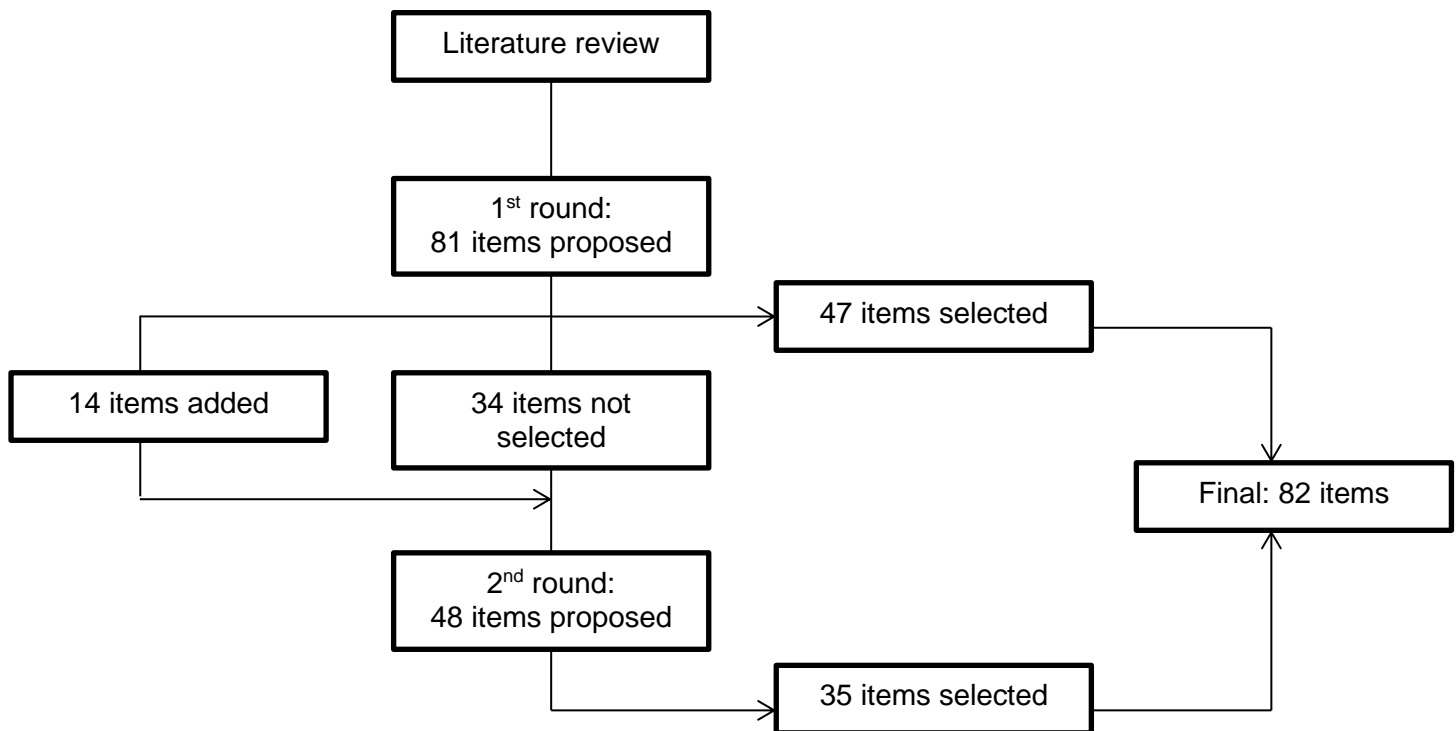 Literature review
1st round:
81 items proposed
47 items selected
14 items added
34 items not
selected
Final: 82 items
2nd round:
48 items proposed
35 items selected